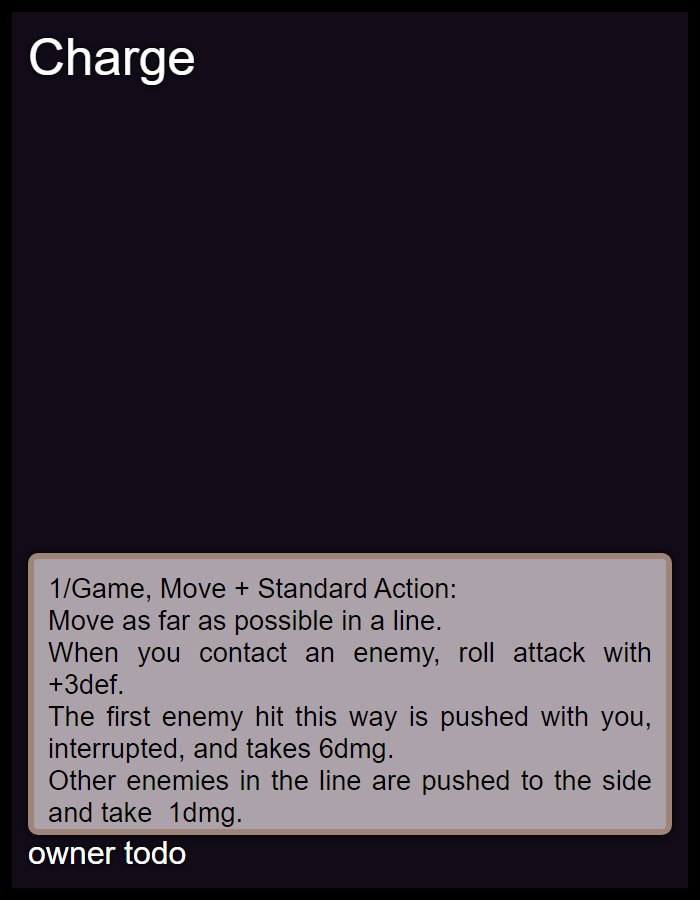 Charge
1/Game, Move + Standard Action:
Move as far as possible in a line.
When you contact an enemy, roll attack with
+3def.
The first enemy hit this way is pushed with you,
interrupted, and takes 6dmg.
Other enemies in the line are pushed to the side
and take  1dmg.
owner todo